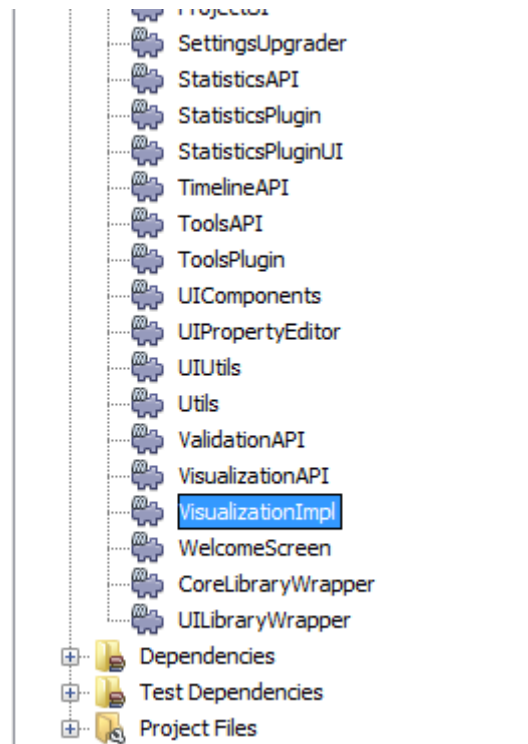 ProjectUI
SettingsUpgrader
StatisticsAPI
StatisticsPlugin
StatisticsPluginUI
TimelineAPI
ToolsAPI
ToolsPlugin
UIComponents
UIPropertyEditor
UIUtils
Utils
ValidationAPI
VisualizationAPI
VisualizationImpl
WelcomeScreen
CoreLibraryWrapper
UILibraryWrapper
Dependencies
Test Dependencies
Project Files